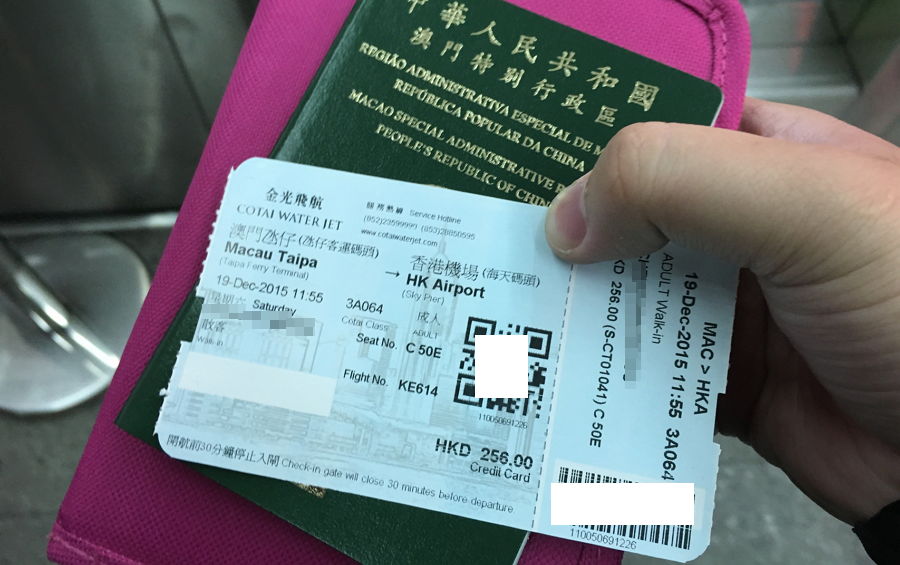 中華人民共和國
澳門特別行政區
REGIÃO ADMINISTRATIVA ESPECIAL DE M
REPÚBLICA POPULAR DA CHINA
MACAO SPECIAL ADMINISTRATIVE R
PEOPLE'S REPUBLIC OF CHIN
金光飛航
COTAI WATER JET
服務熱線 Service Hotline
(852)23599991 (853)28850595
www.cotaiwaterjet.com
澳門氹仔 (氹仔客運碼頭)
Macau Taipa
(Taipa Ferry Terminal)
→
香港機場 (海天碼頭)
HK Airport
(Sky Pier)
19-Dec-2015 11:55
3A064
成人
星期六 Saturday
Cotai Class
ADULT
散客
Walk-in
Seat No. C 50E
Flight No. KE614
110050691226
HKD 256.00
Credit Card
開航前30分鐘停止入閘 Check-in gate will close 30 minutes before departure.
MAC > HKA
19-Dec-2015 11:55 3A064
ADULT Walk-in
KD 256.00 (S-CT01041) C 50E
110050691226